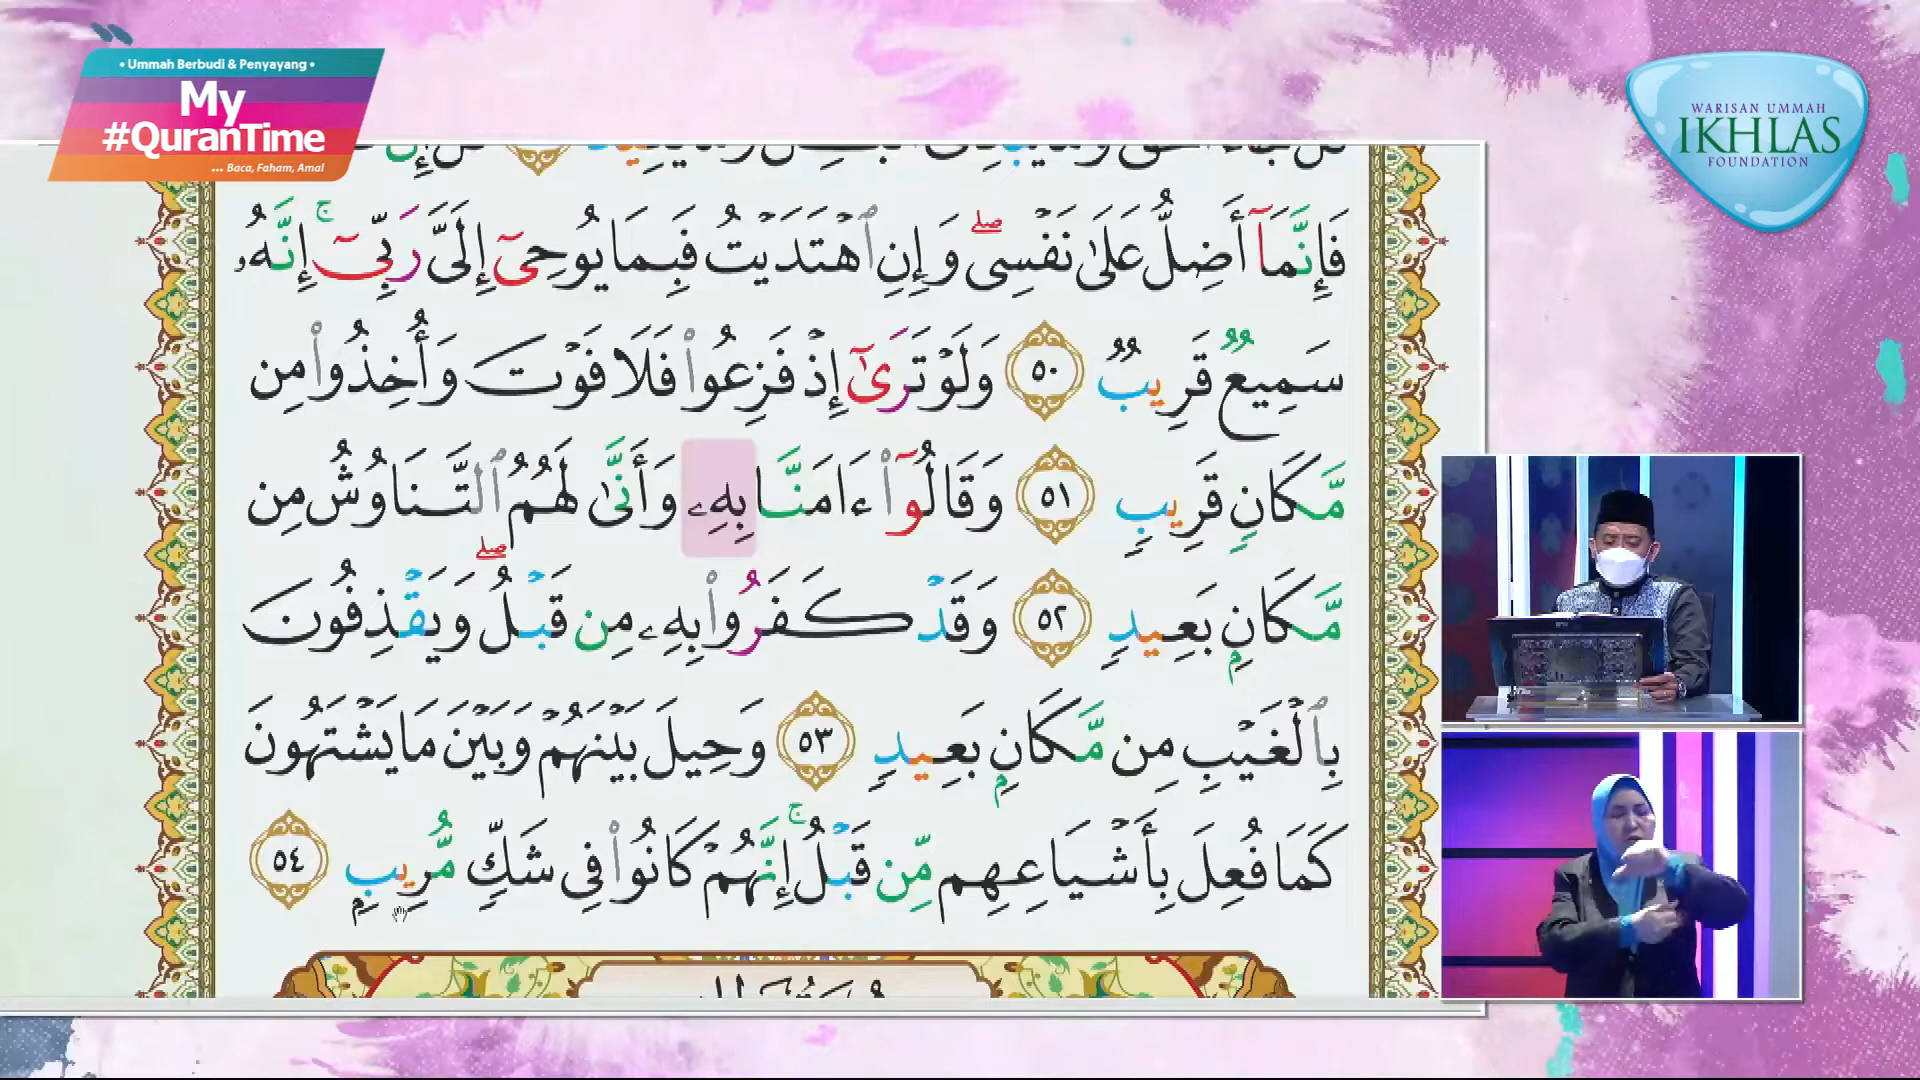 • Ummah Berbudi & Penyayang •
My
#QuranTime
... Baca, Faham, Amal
WARISAN UMMAH
IKHLAS
FOUNDATION
فَإِنَّمَآ أَضِلُّ عَلَىٰ نَفْسِى ۖ وَإِنِ ٱهْتَدَيْتُ فَبِمَا يُوحِىٓ إِلَىَّ رَبِّىٓ ۚ إِنَّهُۥ
سَمِيعٌ قَرِيبٌ ٥٠ وَلَوْ تَرَىٰٓ إِذْ فَزِعُوا۟ فَلَا فَوْتَ وَأُخِذُوا۟ مِن
مَّكَانٍ قَرِيبٍ ٥١ وَقَالُوٓا۟ ءَامَنَّا بِهِۦ وَأَنَّىٰ لَهُمُ ٱلتَّنَاوُشُ مِن
مَّكَانٍۭ بَعِيدٍ ٥٢ وَقَدْ كَفَرُوا۟ بِهِۦ مِن قَبْلُ ۖ وَيَقْذِفُونَ
بِٱلْغَيْبِ مِن مَّكَانٍۭ بَعِيدٍ ٥٣ وَحِيلَ بَيْنَهُمْ وَبَيْنَ مَا يَشْتَهُونَ
كَمَا فُعِلَ بِأَشْيَاعِهِم مِّن قَبْلُ ۚ إِنَّهُمْ كَانُوا۟ فِى شَكٍّ مُّرِيبٍۭ ٥٤